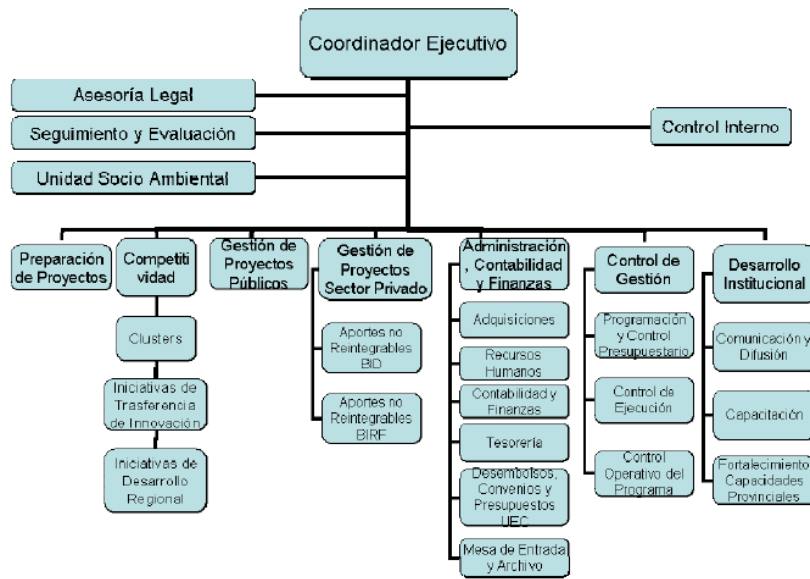 Coordinador Ejecutivo
Asesoría Legal
Seguimiento y Evaluación
Control Interno
Unidad Socio Ambiental
Preparación
de Proyectos
Competiti
vidad
Clusters
Iniciativas de
Trasferencia
de Innovación
Iniciativas de
Desarrollo
Regional
Gestión de
Proyectos
Públicos
Gestión de
Proyectos
Sector Privado
Aportes no
Reintegrables
BID
Aportes no
Reintegrables
BIRF
Administración
, Contabilidad
y Finanzas
Adquisiciones
Recursos
Humanos
Contabilidad y
Finanzas
Tesorería
Desembolsos,
Convenios y
Presupuestos
UEC
Mesa de Entrada
y Archivo
Control de
Gestión
Programación
y Control
Presupuestario
Control de
Ejecución
Control
Operativo del
Programa
Desarrollo
Institucional
Comunicación y
Difusión
Capacitación
Fortalecimiento
Capacidades
Provinciales